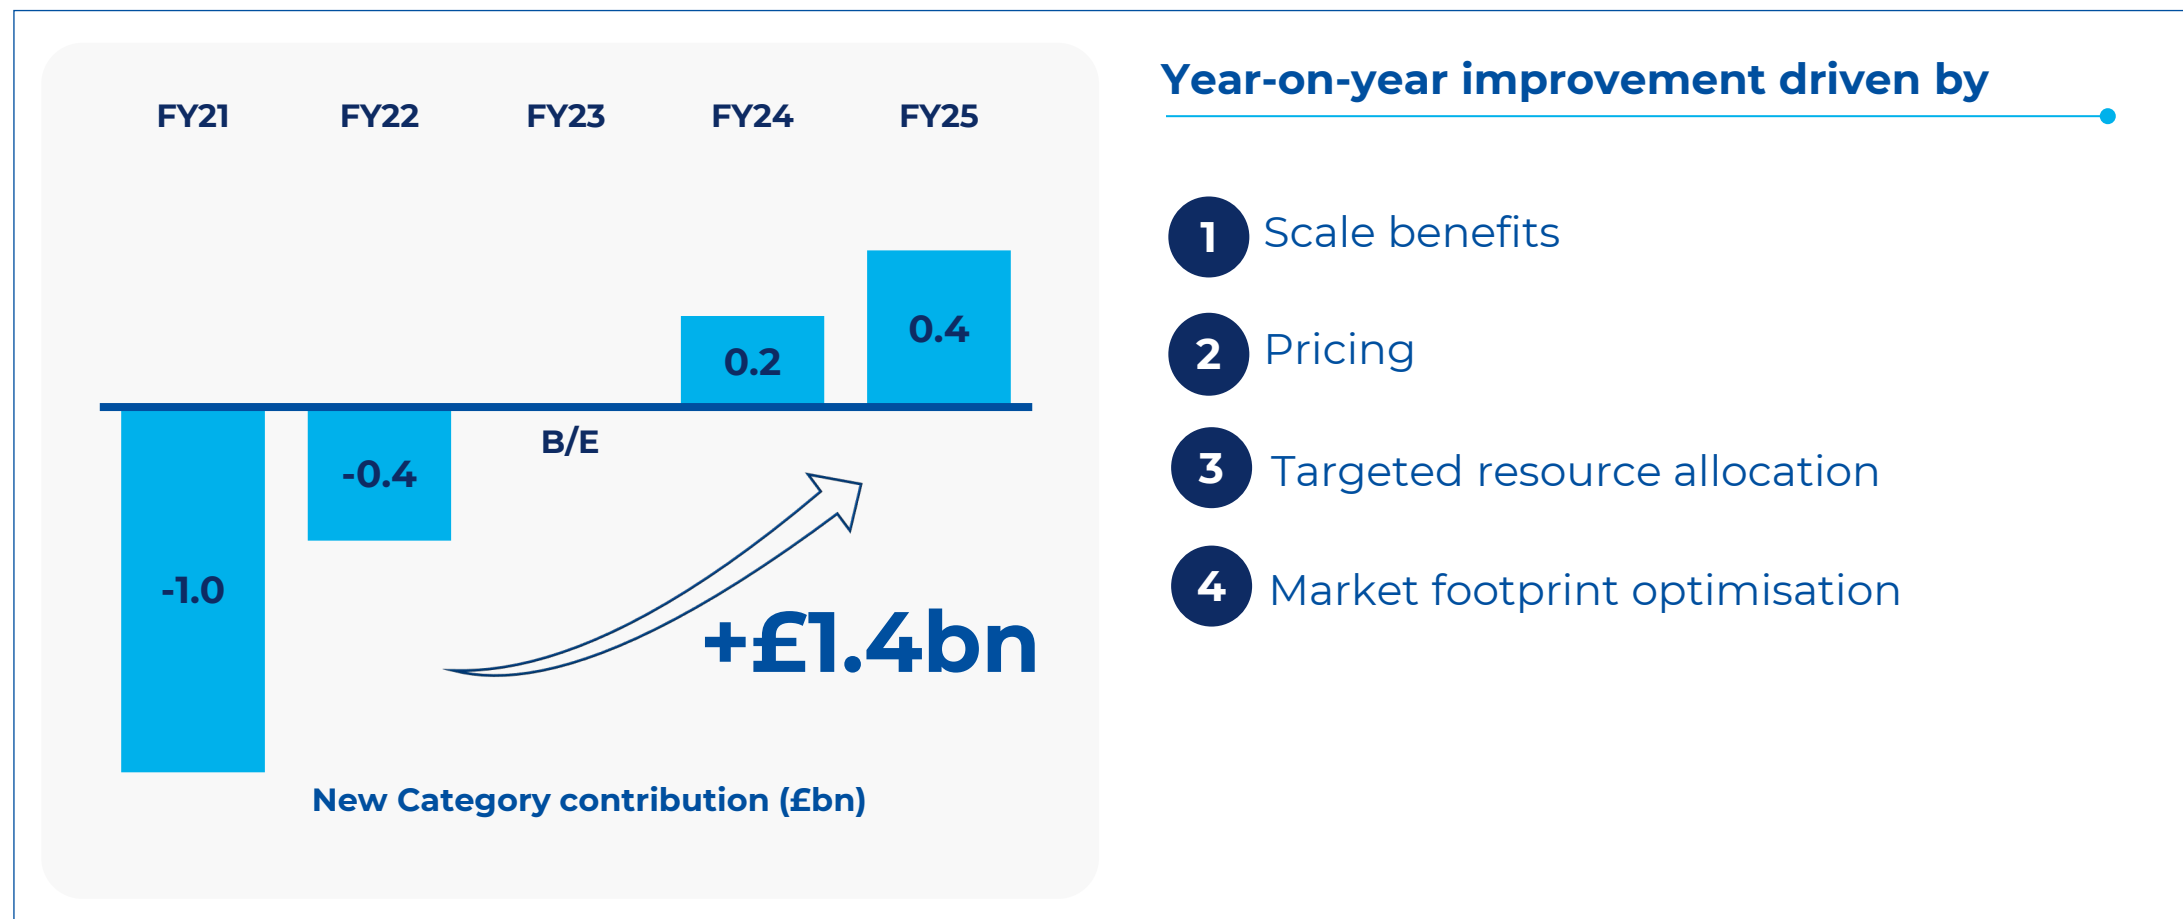 FY21 FY22 FY23 FY24 FY25
0.4
0.2
B/E
-0.4
-1.0
+£1.4bn
New Category contribution (£bn)
Year-on-year improvement driven by
1 Scale benefits
2 Pricing
3 Targeted resource allocation
4 Market footprint optimisation